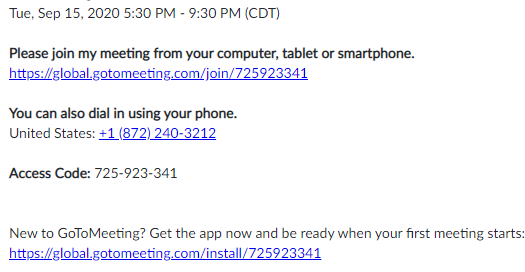 Tue, Sep 15, 2020 5:30 PM - 9:30 PM (CDT)
Please join my meeting from your computer, tablet or smartphone.
https://global.gotomeeting.com/join/725923341
You can also dial in using your phone.
United States: +1 (872) 240-3212
Access Code: 725-923-341
New to GoToMeeting? Get the app now and be ready when your first meeting starts:
https://global.gotomeeting.com/install/725923341